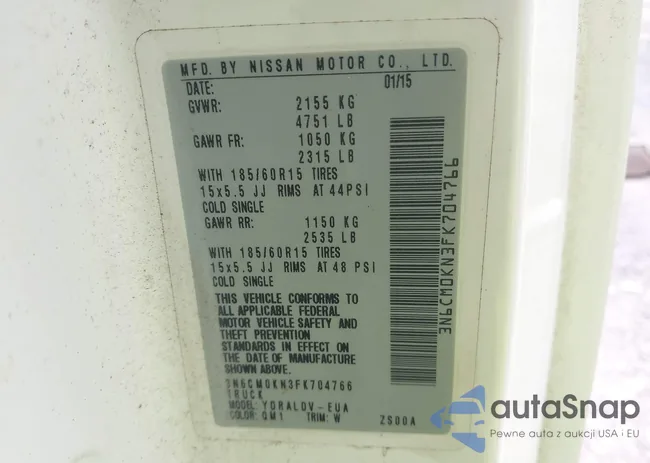 MFD. BY NISSAN MOTOR CO., LTD.
DATE: 01/15
GVWR: 2155 KG
4751 LB
GAWR FR: 1050 KG
2315 LB
WITH 185/60R15 TIRES
15x5.5 JJ RIMS AT 44PSI
COLD SINGLE
GAWR RR: 1150 KG
2535 LB
WITH 185/60R15 TIRES
15x5.5 JJ RIMS AT 48 PSI
COLD SINGLE
THIS VEHICLE CONFORMS TO
ALL APPLICABLE FEDERAL
MOTOR VEHICLE SAFETY AND
THEFT PREVENTION
STANDARDS IN EFFECT ON
THE DATE OF MANUFACTURE
SHOWN ABOVE.
3N6CM0KN3FK704766
TRUCK
MODEL: YGRALDV-EUA
COLOR: QM1 TRIM: W ZS00A
3N6CM0KN3FK704766
autoSnap
Pewne auta z aukcji USA i EU